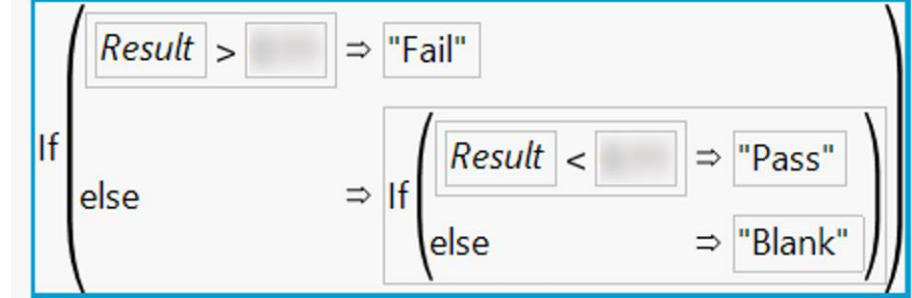 Result > ⇒ "Fail"
If
else ⇒ If
Result < ⇒ "Pass"
else ⇒ "Blank"